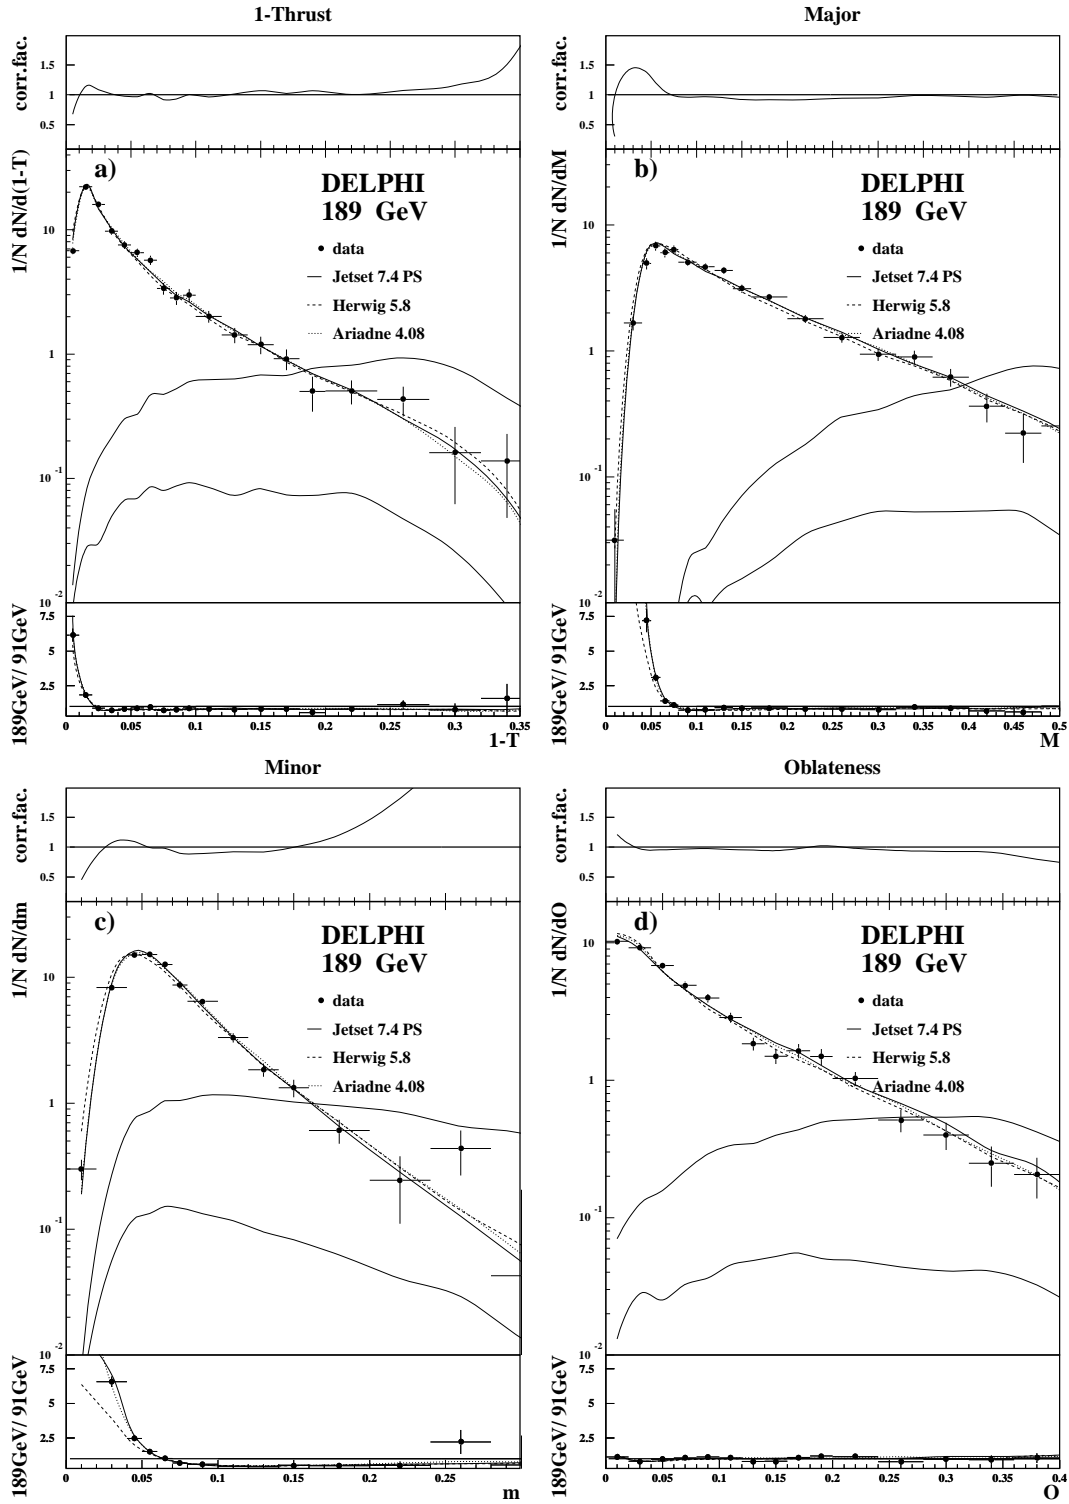 1-Thrust
corr.fac.
1.5
1
0.5
1/N dN/d(1-T)
a)
DELPHI
189 GeV
data
Jetset 7.4 PS
Herwig 5.8
Ariadne 4.08
10
1
10 -1
10 -2
189GeV/ 91GeV
7.5
5
2.5
0 0.05 0.1 0.15 0.2 0.25 0.3 0.35
1-T
Major
corr.fac.
1.5
1
0.5
1/N dN/dM
b)
DELPHI
189 GeV
data
Jetset 7.4 PS
Herwig 5.8
Ariadne 4.08
10
1
10 -1
10 -2
189GeV/ 91GeV
7.5
5
2.5
0 0.05 0.1 0.15 0.2 0.25 0.3 0.35 0.4 0.45 0.5
M
Minor
corr.fac.
1.5
1
0.5
1/N dN/dm
c)
DELPHI
189 GeV
data
Jetset 7.4 PS
Herwig 5.8
Ariadne 4.08
10
1
10 -1
10 -2
189GeV/ 91GeV
7.5
5
2.5
0 0.05 0.1 0.15 0.2 0.25
m
Oblateness
corr.fac.
1.5
1
0.5
1/N dN/dO
d)
DELPHI
189 GeV
data
Jetset 7.4 PS
Herwig 5.8
Ariadne 4.08
10
1
10 -1
10 -2
189GeV/ 91GeV
7.5
5
2.5
0 0.05 0.1 0.15 0.2 0.25 0.3 0.35 0.4
O